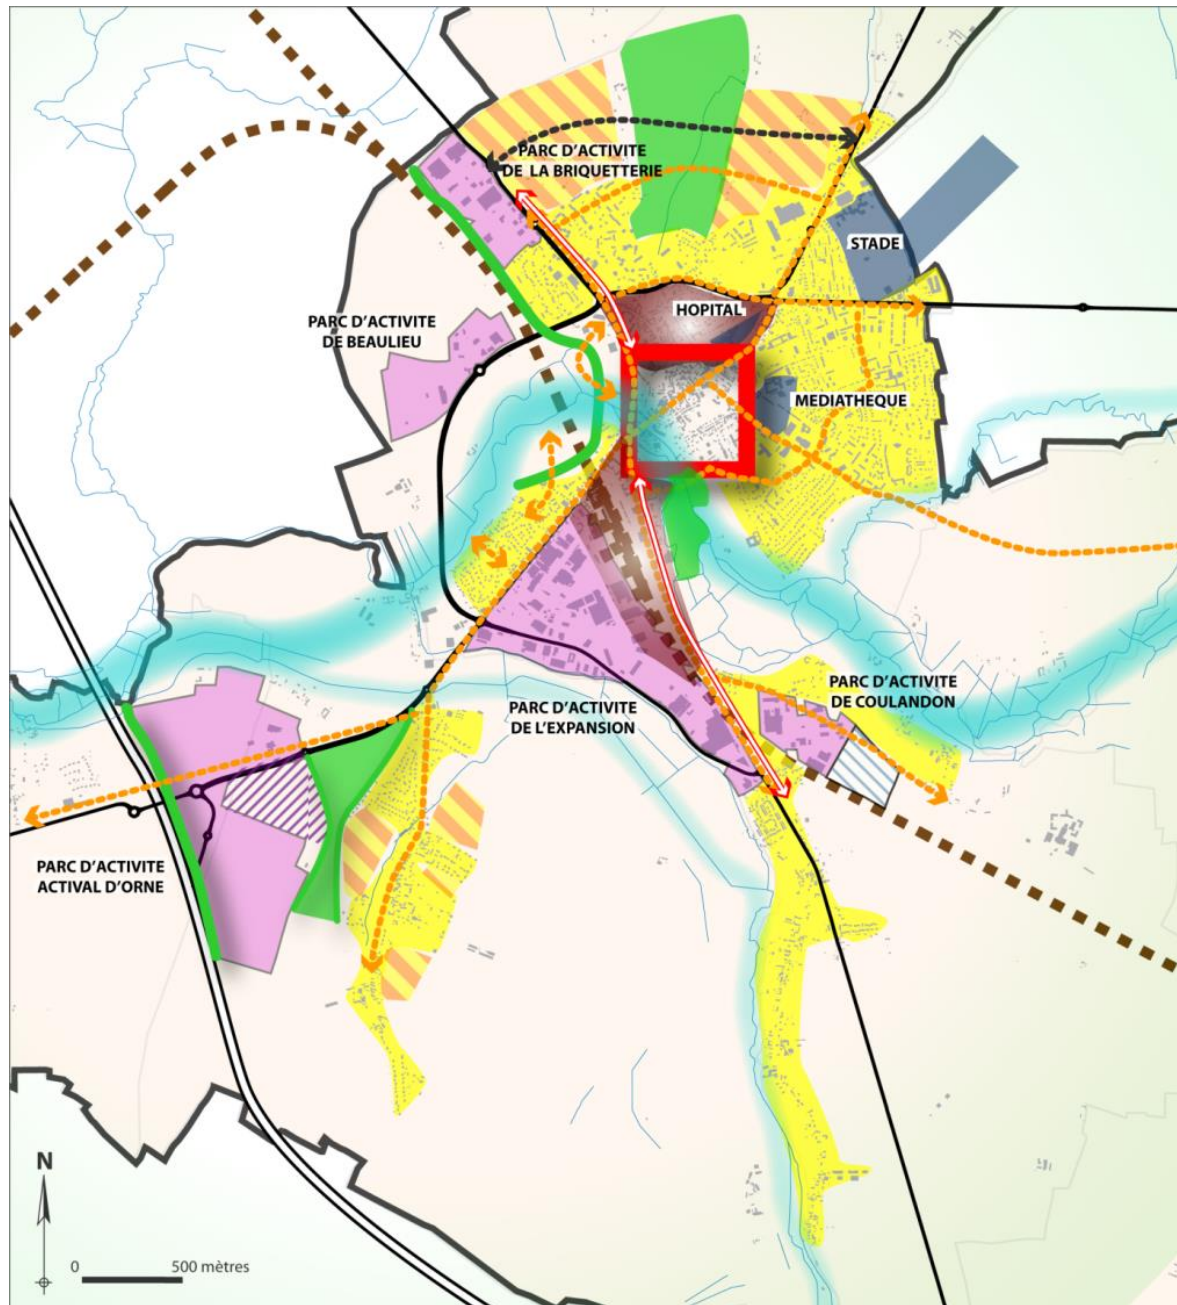 PARC D'ACTIVITE
DE LA BRIQUETTERIE
STADE
HOPITAL
PARC D'ACTIVITE
DE BEAULIEU
MEDIATHEQUE
PARC D'ACTIVITE
DE COULANDON
PARC D'ACTIVITE
DE L'EXPANSION
PARC D'ACTIVITE
ACTIVAL D'ORNE
N
0 500 mètres